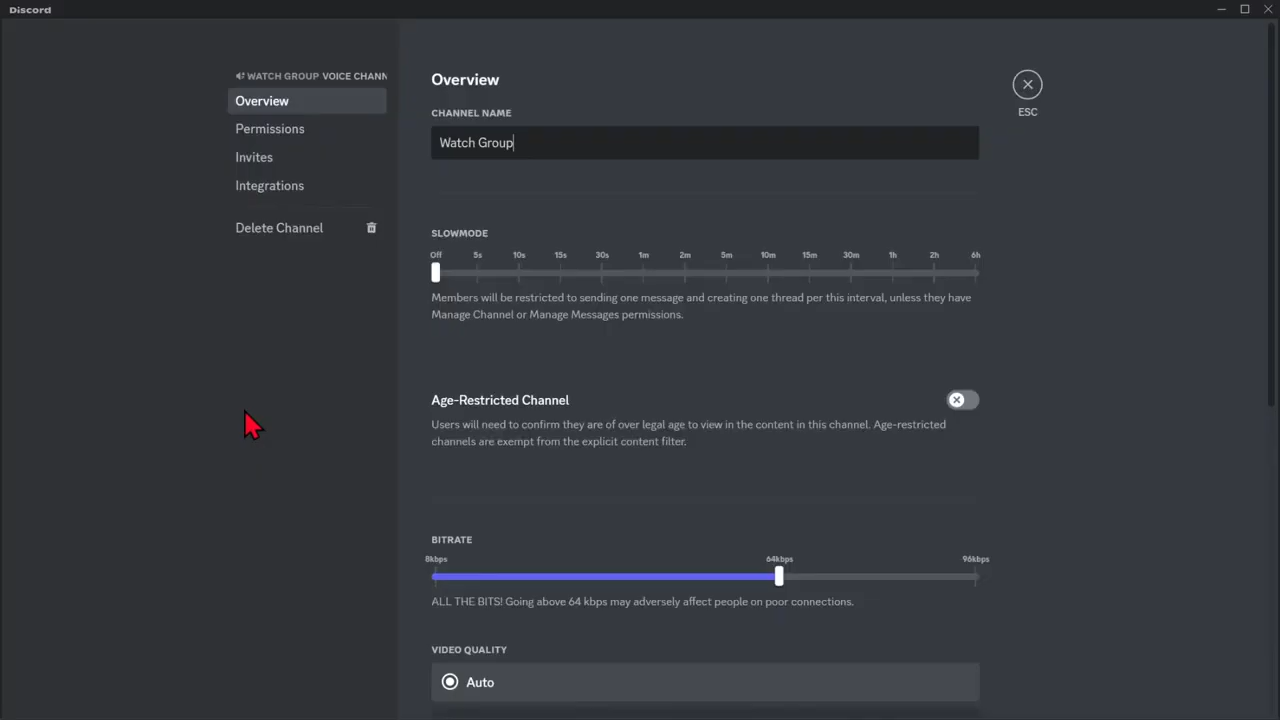 Discord
WATCH GROUP VOICE CHANN
Overview
Permissions
Invites
Integrations
Delete Channel
Overview
ESC
CHANNEL NAME
Watch Group
SLOWMODE
Off 5s 10s 15s 30s 1m 2m 5m 10m 15m 30m 1h 2h 6h
Members will be restricted to sending one message and creating one thread per this interval, unless they have
Manage Channel or Manage Messages permissions.
Age-Restricted Channel
Users will need to confirm they are of over legal age to view in the content in this channel. Age-restricted
channels are exempt from the explicit content filter.
BITRATE
8kbps 64kbps 96kbps
ALL THE BITS! Going above 64 kbps may adversely affect people on poor connections.
VIDEO QUALITY
Auto